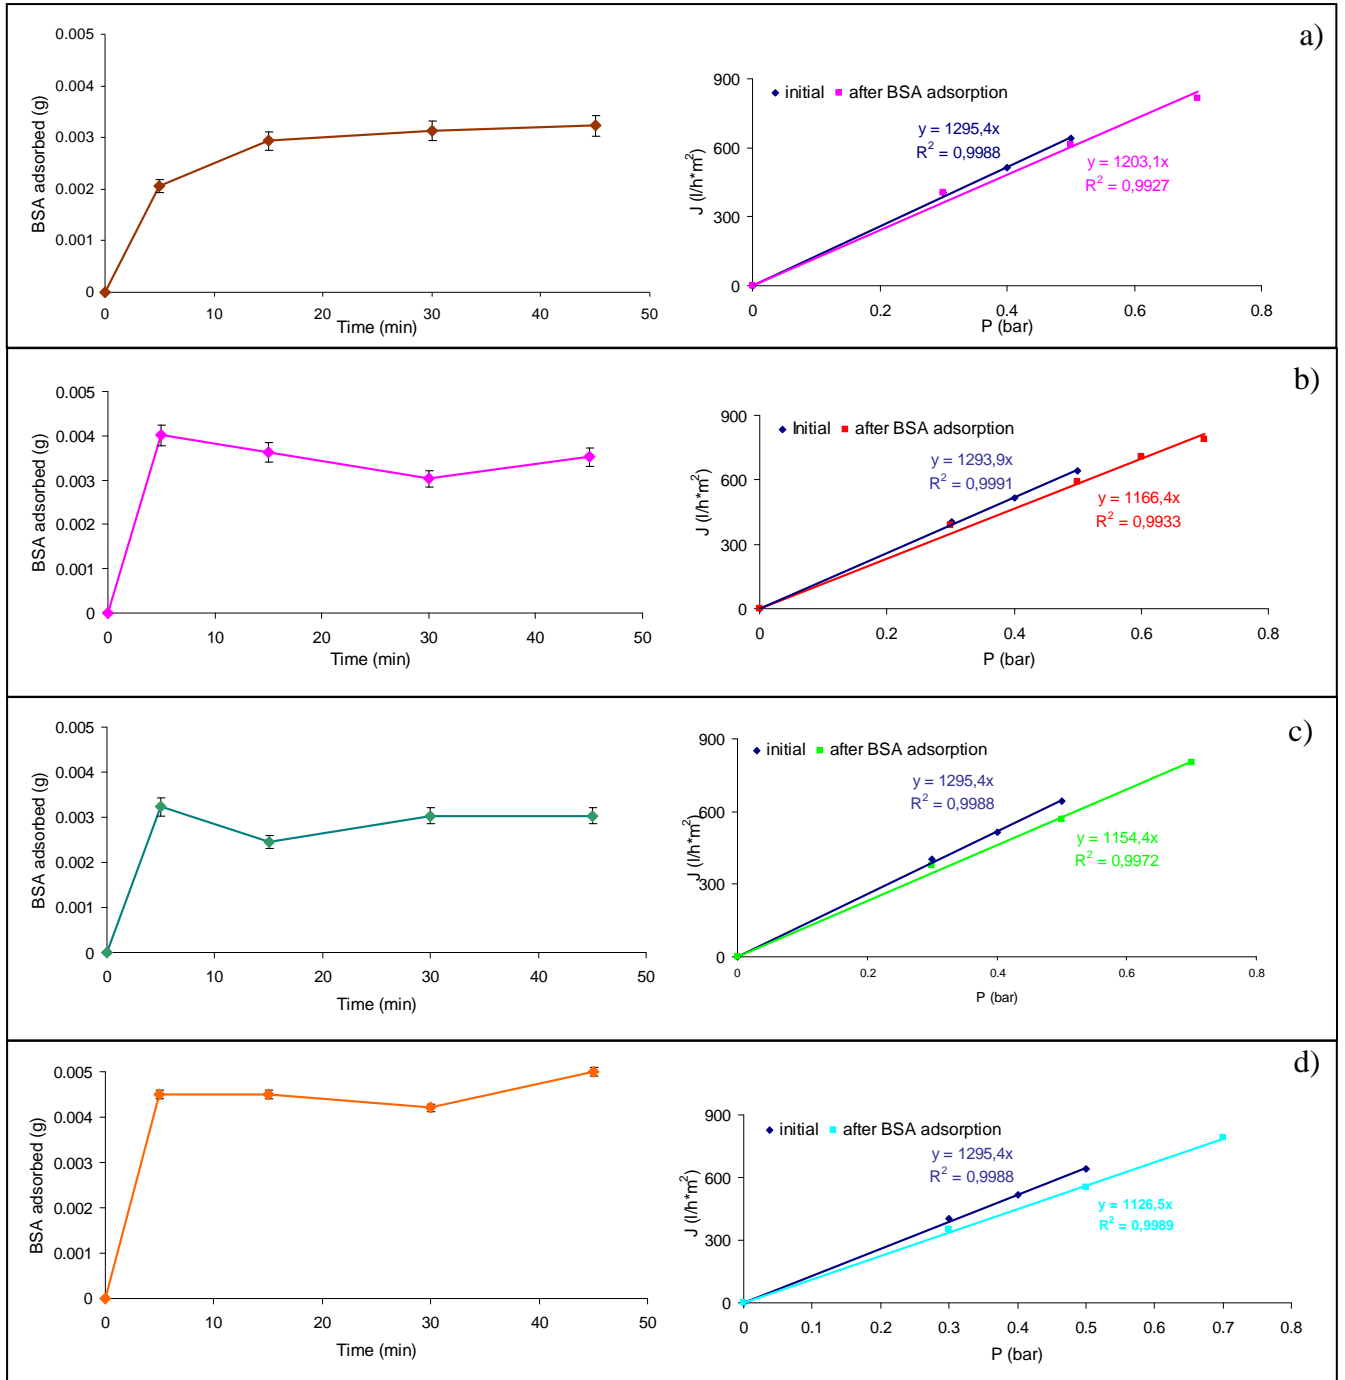 a)
0.005
0.004
0.003
0.002
0.001
0
BSA adsorbed (g)
0 10 20 30 40 50
Time (min)
900
600
300
0
J (l/h*m²)
initial after BSA adsorption
y = 1295,4x
R² = 0,9988
y = 1203,1x
R² = 0,9927
0 0.2 0.4 0.6 0.8
P (bar)
b)
0.005
0.004
0.003
0.002
0.001
0
BSA adsorbed (g)
0 10 20 30 40 50
Time (min)
900
600
300
0
J (l/h*m²)
Initial after BSA adsorption
y = 1293,9x
R² = 0,9991
y = 1166,4x
R² = 0,9933
0 0.2 0.4 0.6 0.8
P (bar)
c)
0.005
0.004
0.003
0.002
0.001
0
BSA adsorbed (g)
0 10 20 30 40 50
Time (min)
900
600
300
0
J (l/h*m²)
initial after BSA adsorption
y = 1295,4x
R² = 0,9988
y = 1154,4x
R² = 0,9972
0 0.2 0.4 0.6 0.8
P (bar)
d)
0.005
0.004
0.003
0.002
0.001
0
BSA adsorbed (g)
0 10 20 30 40 50
Time (min)
900
600
300
0
J (l/h*m²)
initial after BSA adsorption
y = 1295,4x
R² = 0,9988
y = 1126,5x
R² = 0,9989
0 0.1 0.2 0.3 0.4 0.5 0.6 0.7 0.8
P (bar)